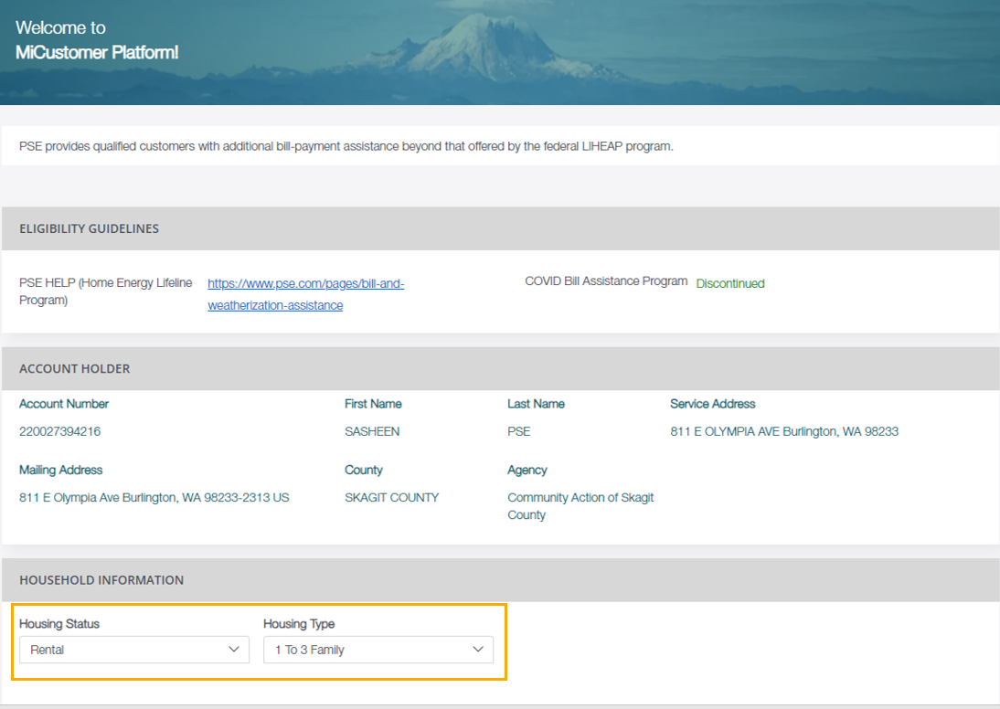 Welcome to
MiCustomer Platform!
PSE provides qualified customers with additional bill-payment assistance beyond that offered by the federal LIHEAP program.
ELIGIBILITY GUIDELINES
PSE HELP (Home Energy Lifeline
Program)
https://www.pse.com/pages/bill-and-
weatherization-assistance
COVID Bill Assistance Program
Discontinued
ACCOUNT HOLDER
Account Number
220027394216
First Name
SASHEEN
Last Name
PSE
Service Address
811 E OLYMPIA AVE Burlington, WA 98233
Mailing Address
811 E Olympia Ave Burlington, WA 98233-2313 US
County
SKAGIT COUNTY
Agency
Community Action of Skagit
County
HOUSEHOLD INFORMATION
Housing Status
Rental
Housing Type
1 To 3 Family